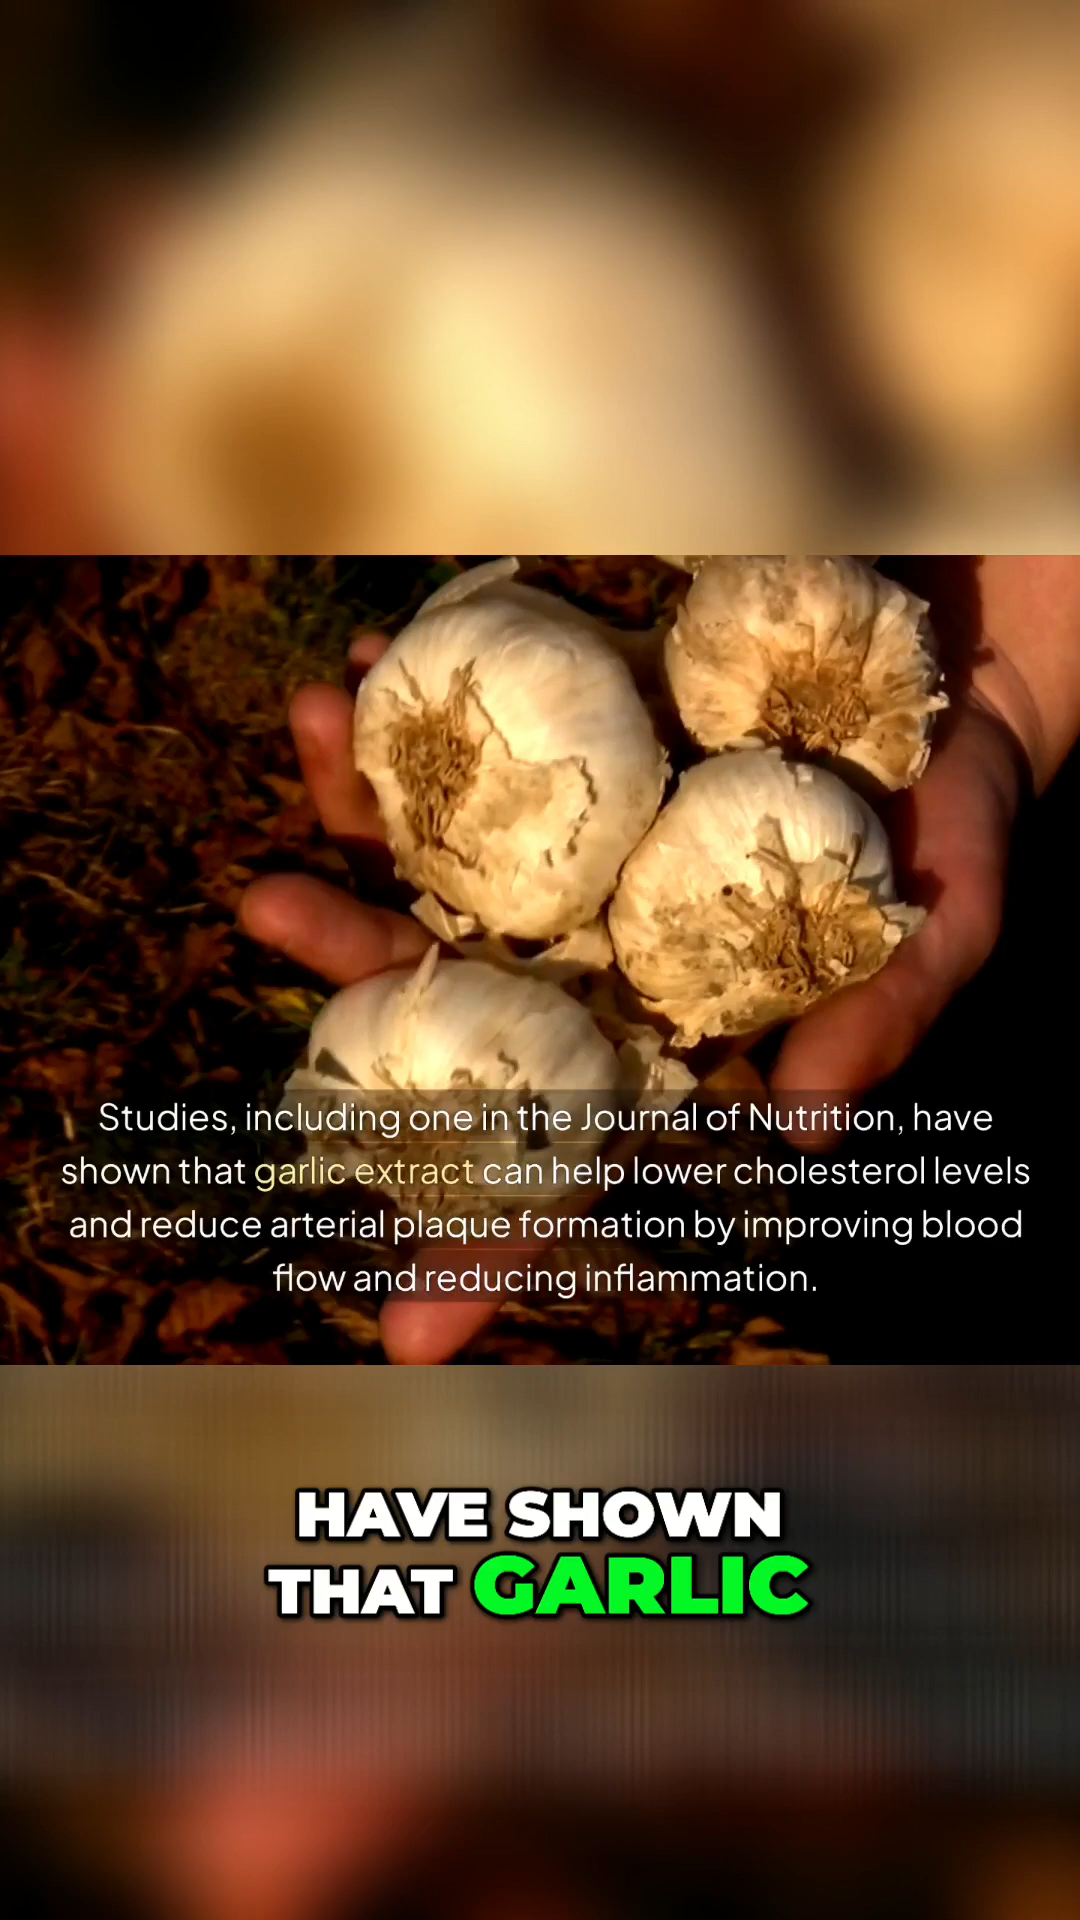 Studies, including one in the Journal of Nutrition, have
shown that garlic extract can help lower cholesterol levels
and reduce arterial plaque formation by improving blood
flow and reducing inflammation.
HAVE SHOWN
THAT GARLIC